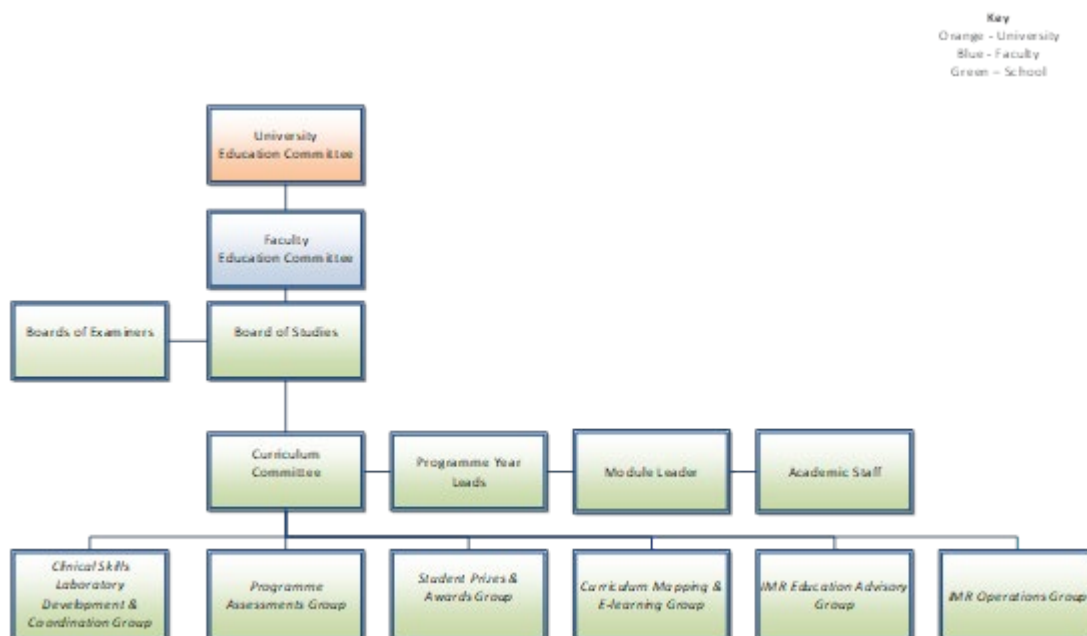 Key
Orange - University
Blue - Faculty
Green – School
University
Education Committee
Faculty
Education Committee
Boards of Examiners
Board of Studies
Curriculum
Committee
Programme Year
Leads
Module Leader
Academic Staff
Clinical Skills
Laboratory
Development &
Coordination Group
Programme
Assessments Group
Student Prizes &
Awards Group
Curriculum Mapping &
E-learning Group
IMR Education Advisory
Group
IMR Operations Group